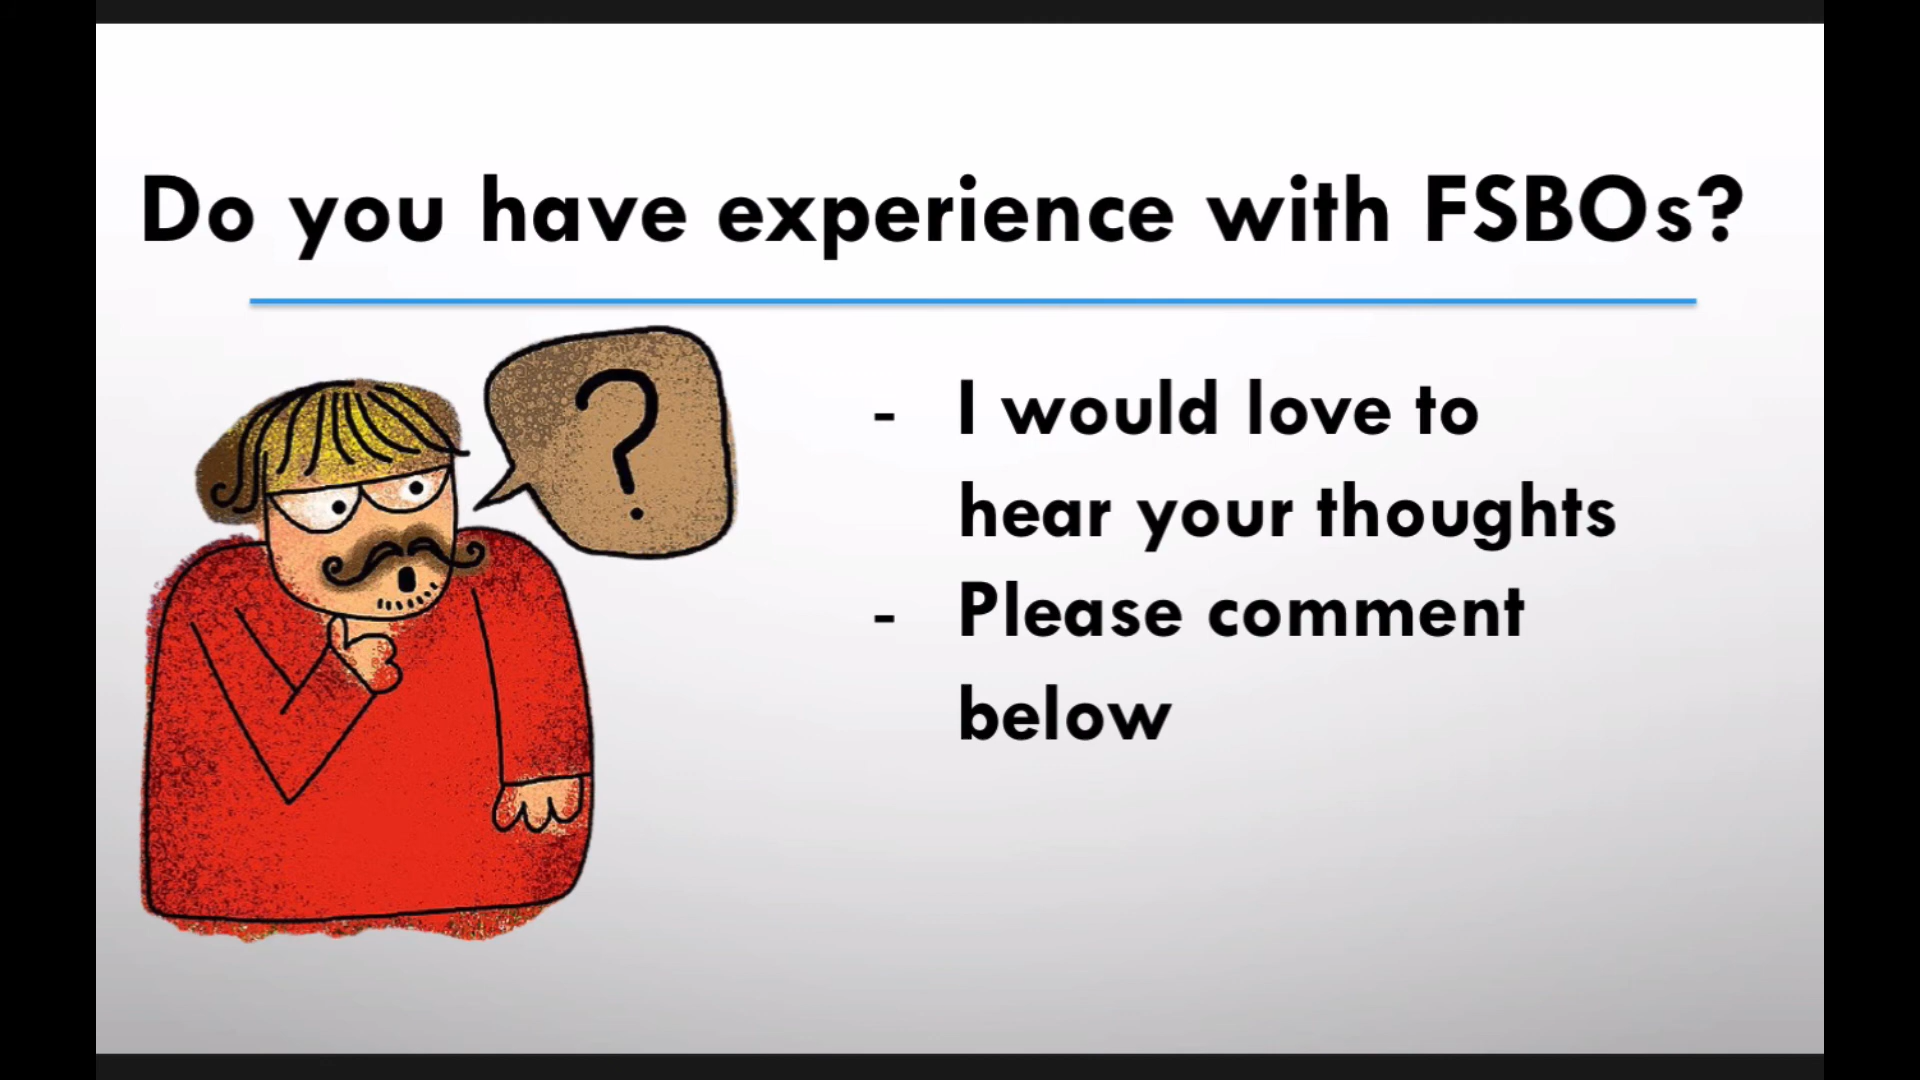 Do you have experience with FSBOs?
?
- I would love to
hear your thoughts
- Please comment
below